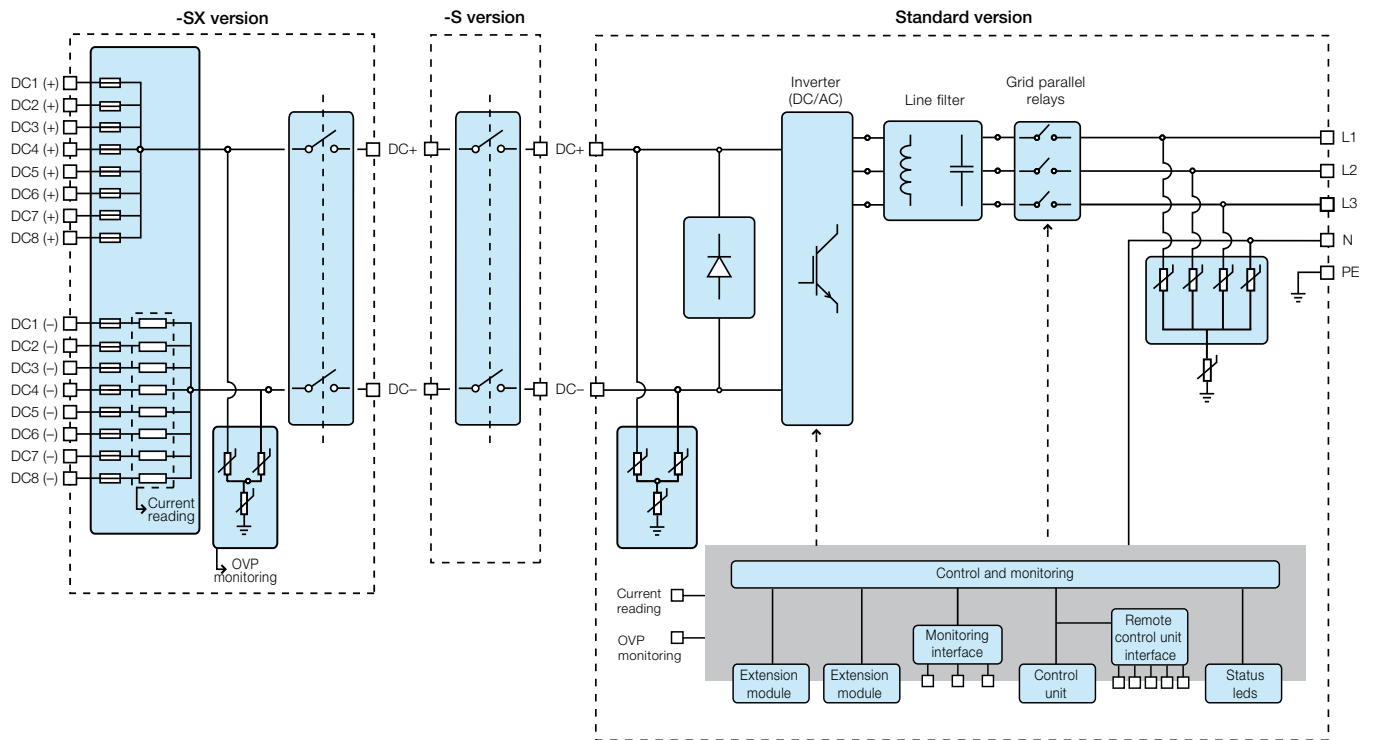 -SX version
-S version
Standard version
DC1 (+)
DC2 (+)
DC3 (+)
DC4 (+)
DC5 (+)
DC6 (+)
DC7 (+)
DC8 (+)
DC1 (–)
DC2 (–)
DC3 (–)
DC4 (–)
DC5 (–)
DC6 (–)
DC7 (–)
DC8 (–)
Current
reading
OVP
monitoring
DC+
DC–
DC+
DC–
Inverter
(DC/AC)
Line filter
Grid parallel
relays
L1
L2
L3
N
PE
Current
reading
OVP
monitoring
Control and monitoring
Extension
module
Extension
module
Monitoring
interface
Control
unit
Remote
control unit
interface
Status
leds